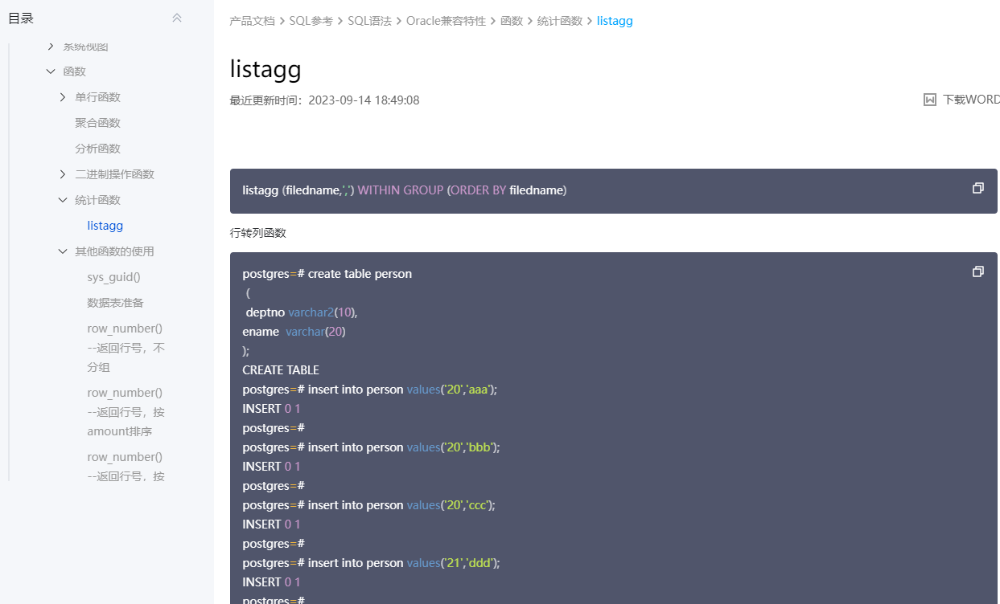 目录
系统视图
函数
单行函数
聚合函数
分析函数
二进制操作函数
统计函数
listagg
其他函数的使用
sys_guid()
数据表准备
row_number()
--返回行号，不
分组
row_number()
--返回行号，按
amount排序
row_number()
--返回行号，按
产品文档 > SQL参考 > SQL语法 > Oracle兼容特性 > 函数 > 统计函数 > listagg
listagg
最近更新时间：2023-09-14 18:49:08
下载WORD
listagg (filedname,',') WITHIN GROUP (ORDER BY filedname)
行转列函数
postgres=# create table person
(
deptno varchar2(10),
ename varchar(20)
);
CREATE TABLE
postgres=# insert into person values('20','aaa');
INSERT 0 1
postgres=#
postgres=# insert into person values('20','bbb');
INSERT 0 1
postgres=#
postgres=# insert into person values('20','ccc');
INSERT 0 1
postgres=#
postgres=# insert into person values('21','ddd');
INSERT 0 1
postgres=#